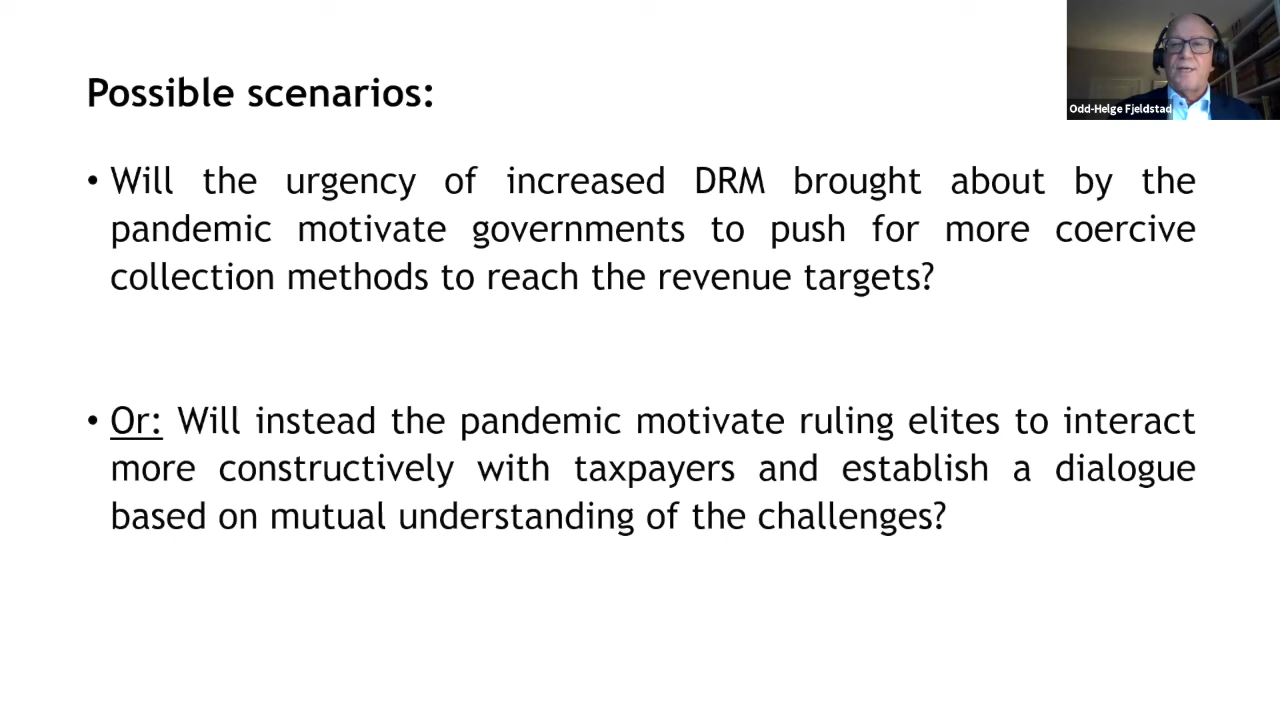 Odd-Helge Fjeldstad
Possible scenarios:
• Will the urgency of increased DRM brought about by the
pandemic motivate governments to push for more coercive
collection methods to reach the revenue targets?
• Or: Will instead the pandemic motivate ruling elites to interact
more constructively with taxpayers and establish a dialogue
based on mutual understanding of the challenges?